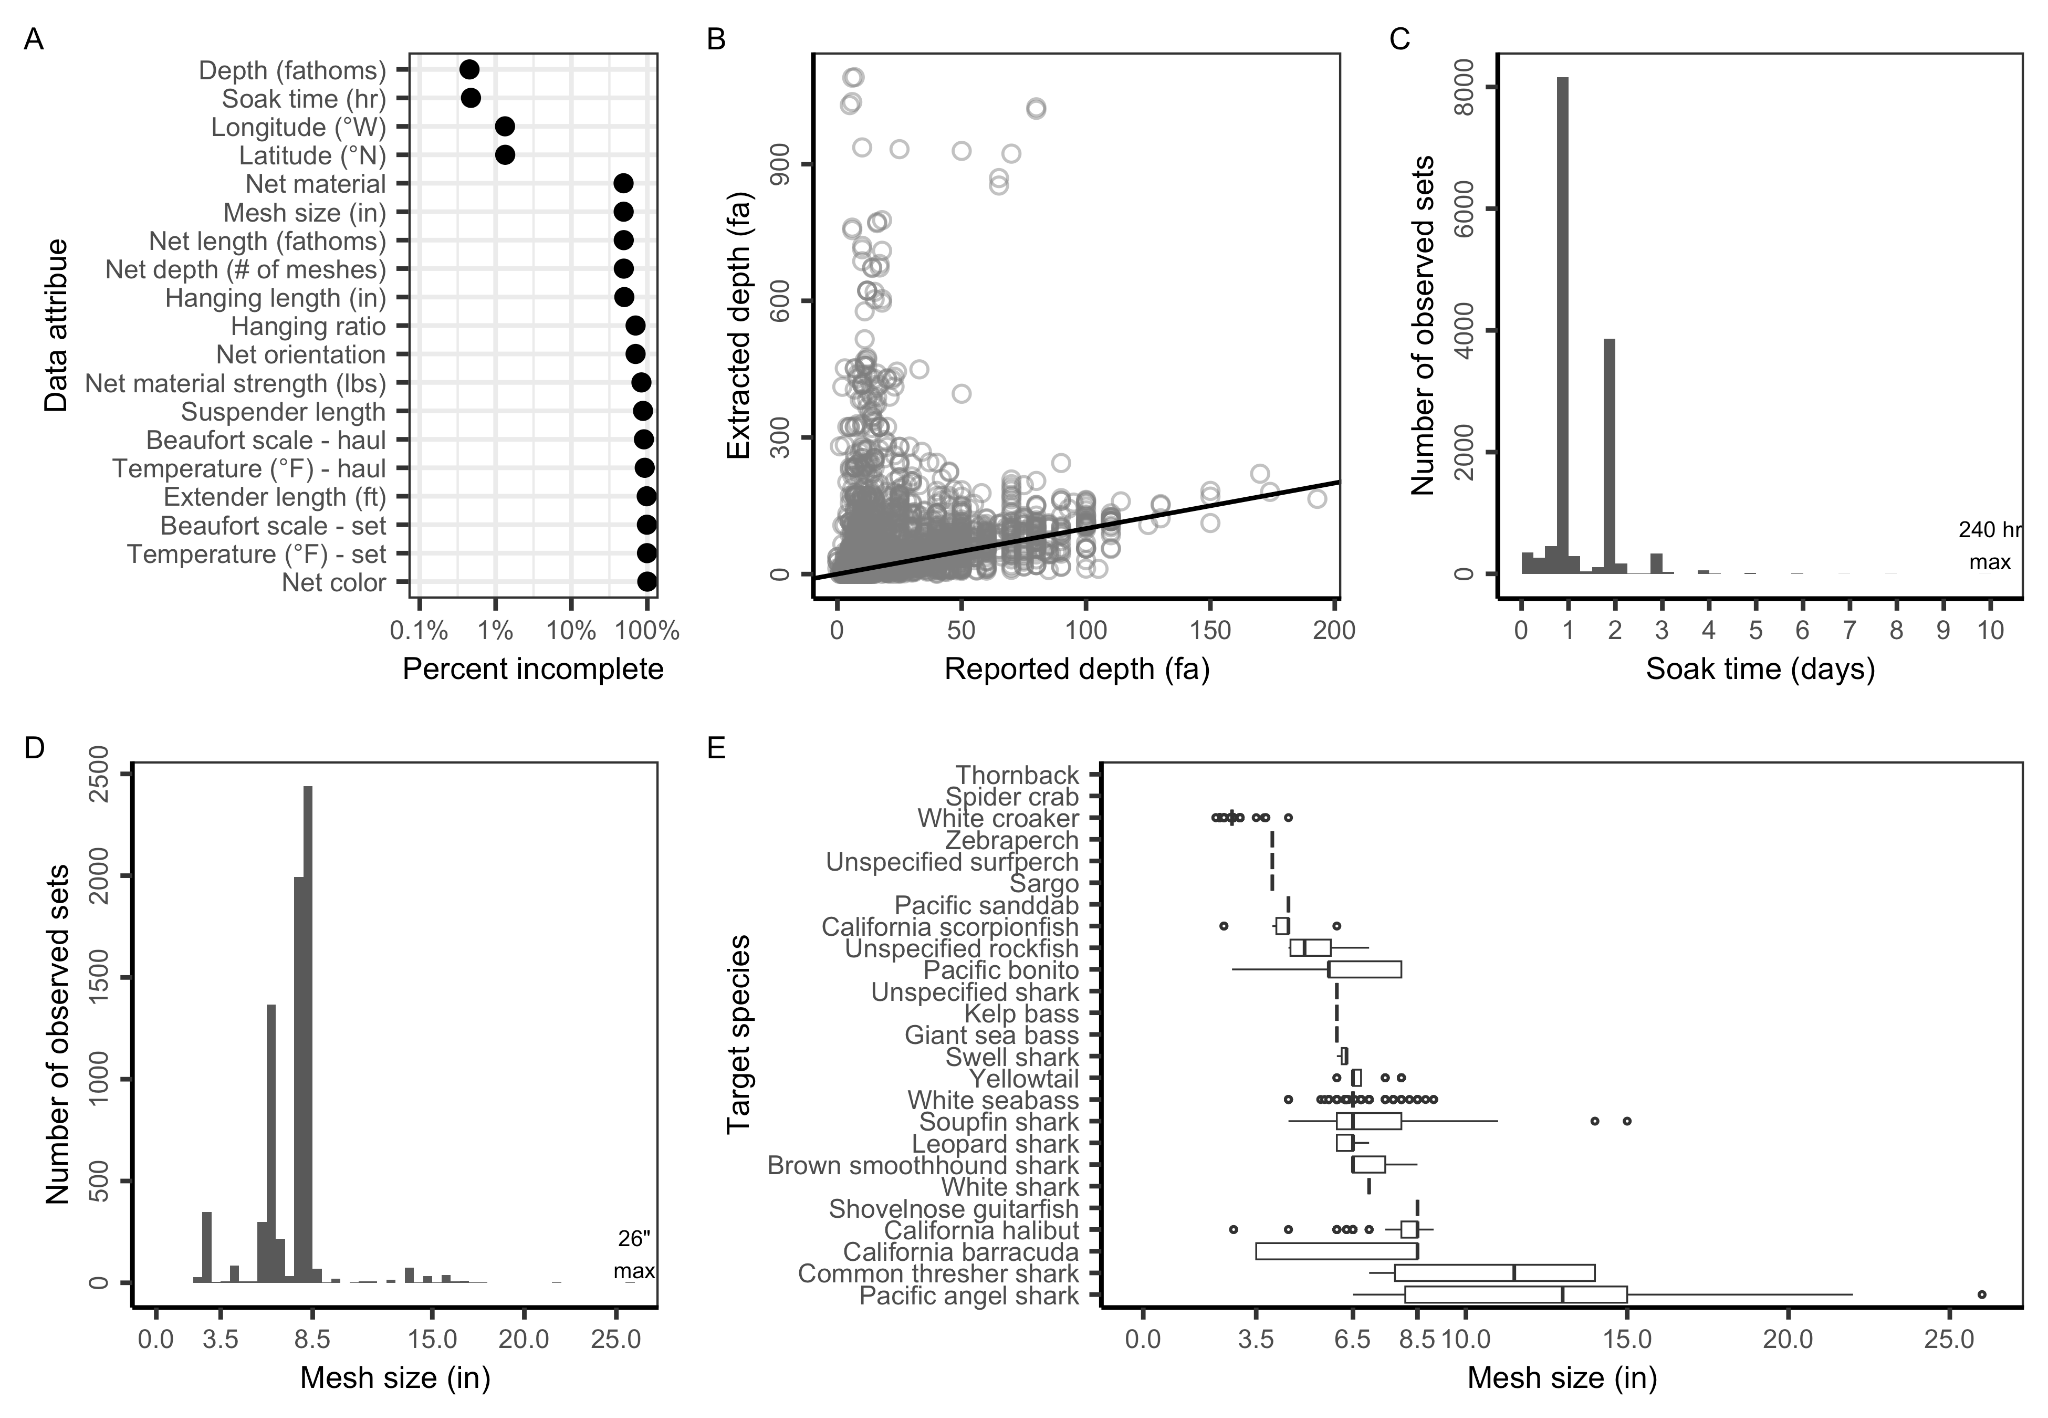 A
Depth (fathoms)
Soak time (hr)
Longitude (°W)
Latitude (°N)
Net material
Mesh size (in)
Net length (fathoms)
Net depth (# of meshes)
Hanging length (in)
Hanging ratio
Net orientation
Net material strength (lbs)
Suspender length
Beaufort scale - haul
Temperature (°F) - haul
Extender length (ft)
Beaufort scale - set
Temperature (°F) - set
Net color
Data attribue
0.1% 1% 10% 100%
Percent incomplete
B
900
600
300
0
Extracted depth (fa)
0 50 100 150 200
Reported depth (fa)
C
8000
6000
4000
2000
0
Number of observed sets
240 hr
max
0 1 2 3 4 5 6 7 8 9 10
Soak time (days)
D
2500
2000
1500
1000
500
0
Number of observed sets
26"
max
0.0 3.5 8.5 15.0 20.0 25.0
Mesh size (in)
E
Thornback
Spider crab
White croaker
Zebraperch
Unspecified surfperch
Sargo
Pacific sanddab
California scorpionfish
Unspecified rockfish
Pacific bonito
Unspecified shark
Kelp bass
Giant sea bass
Swell shark
Yellowtail
White seabass
Soupfin shark
Leopard shark
Brown smoothhound shark
White shark
Shovelnose guitarfish
California halibut
California barracuda
Common thresher shark
Pacific angel shark
Target species
0.0 3.5 6.5 8.5 10.0 15.0 20.0 25.0
Mesh size (in)